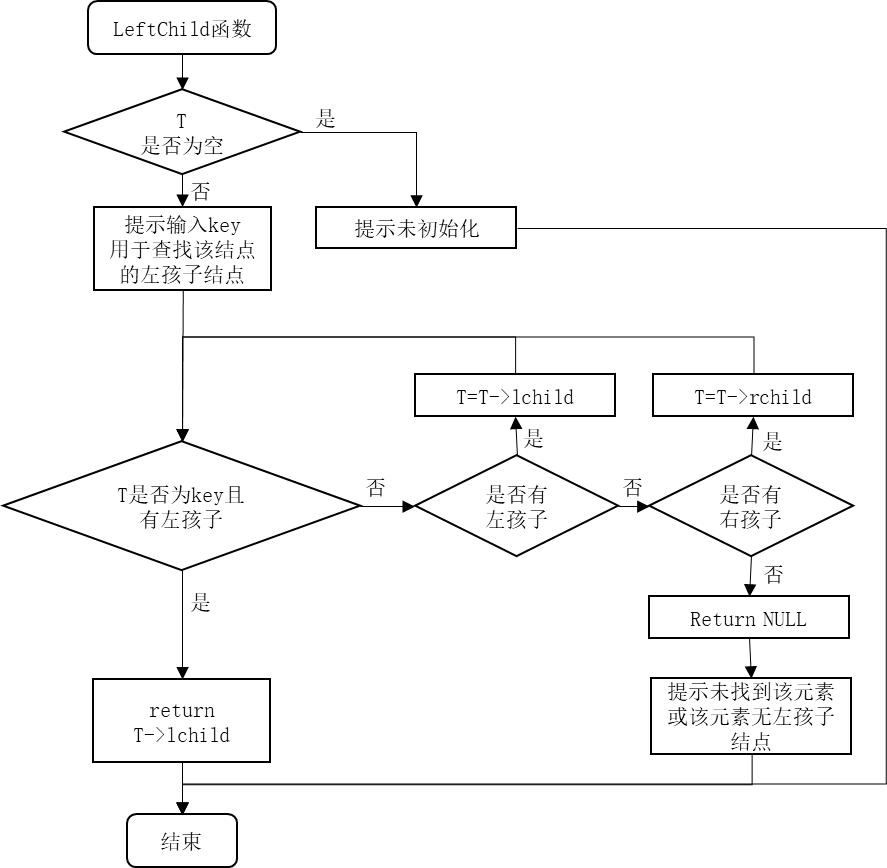 LeftChild函数
T
是否为空
是
否
提示输入key
用于查找该结点
的左孩子结点
提示未初始化
T=T->lchild
T=T->rchild
是
是
T是否为key且
有左孩子
否
是否有
左孩子
否
是否有
右孩子
是
否
Return NULL
return
T->lchild
提示未找到该元素
或该元素无左孩子
结点
结束